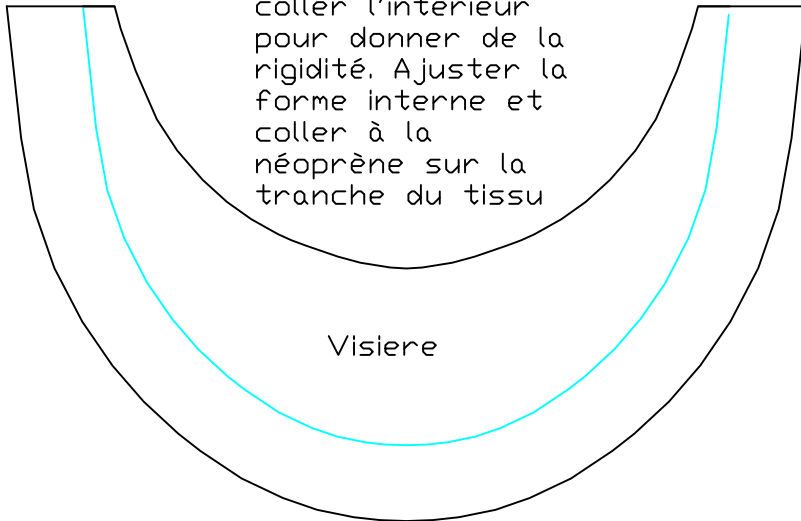 coller l'intérieur
pour donner de la
rigidité. Ajuster la
forme interne et
coller à la
néoprène sur la
tranche du tissu
Visiere